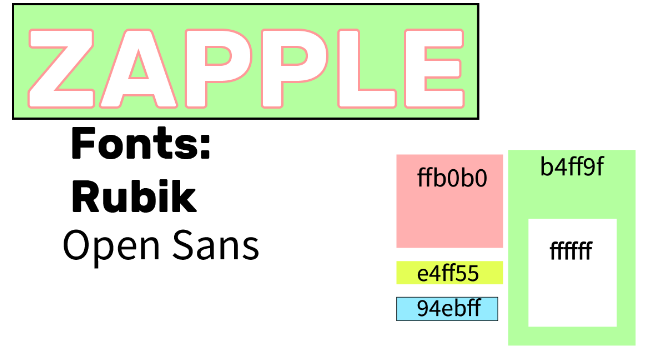 ZAPPLE
Fonts:
Rubik
Open Sans
ffb0b0
b4ff9f
ffffff
e4ff55
94ebff